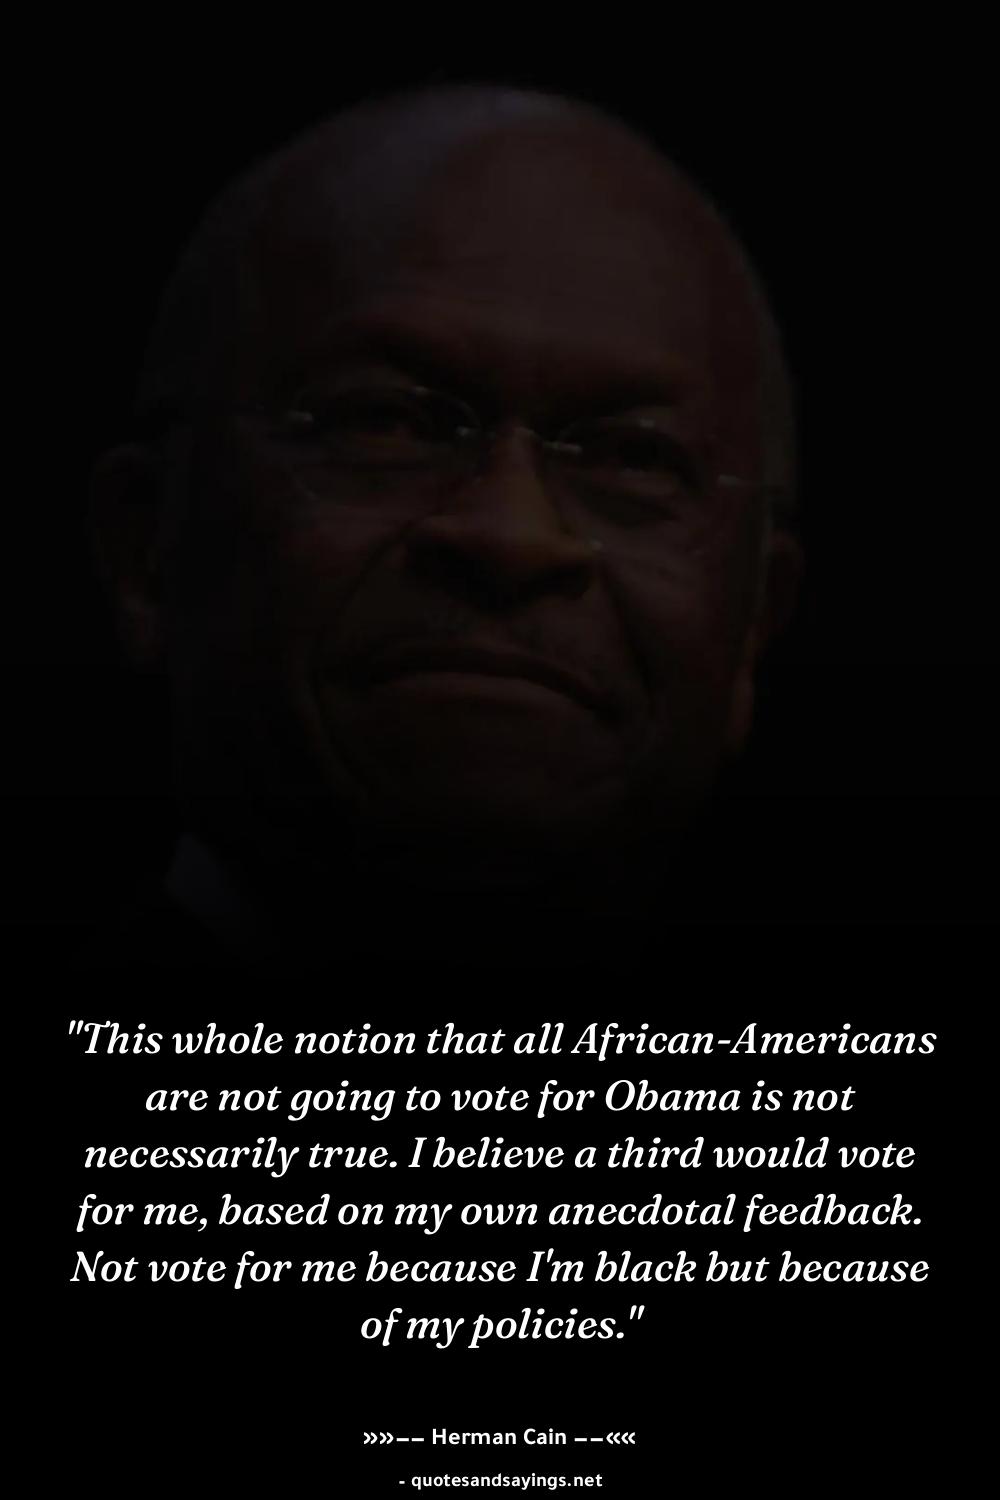 "This whole notion that all African-Americans
are not going to vote for Obama is not
necessarily true. I believe a third would vote
for me, based on my own anecdotal feedback.
Not vote for me because I'm black but because
of my policies."
»»−− Herman Cain −−««
- quotesandsayings.net